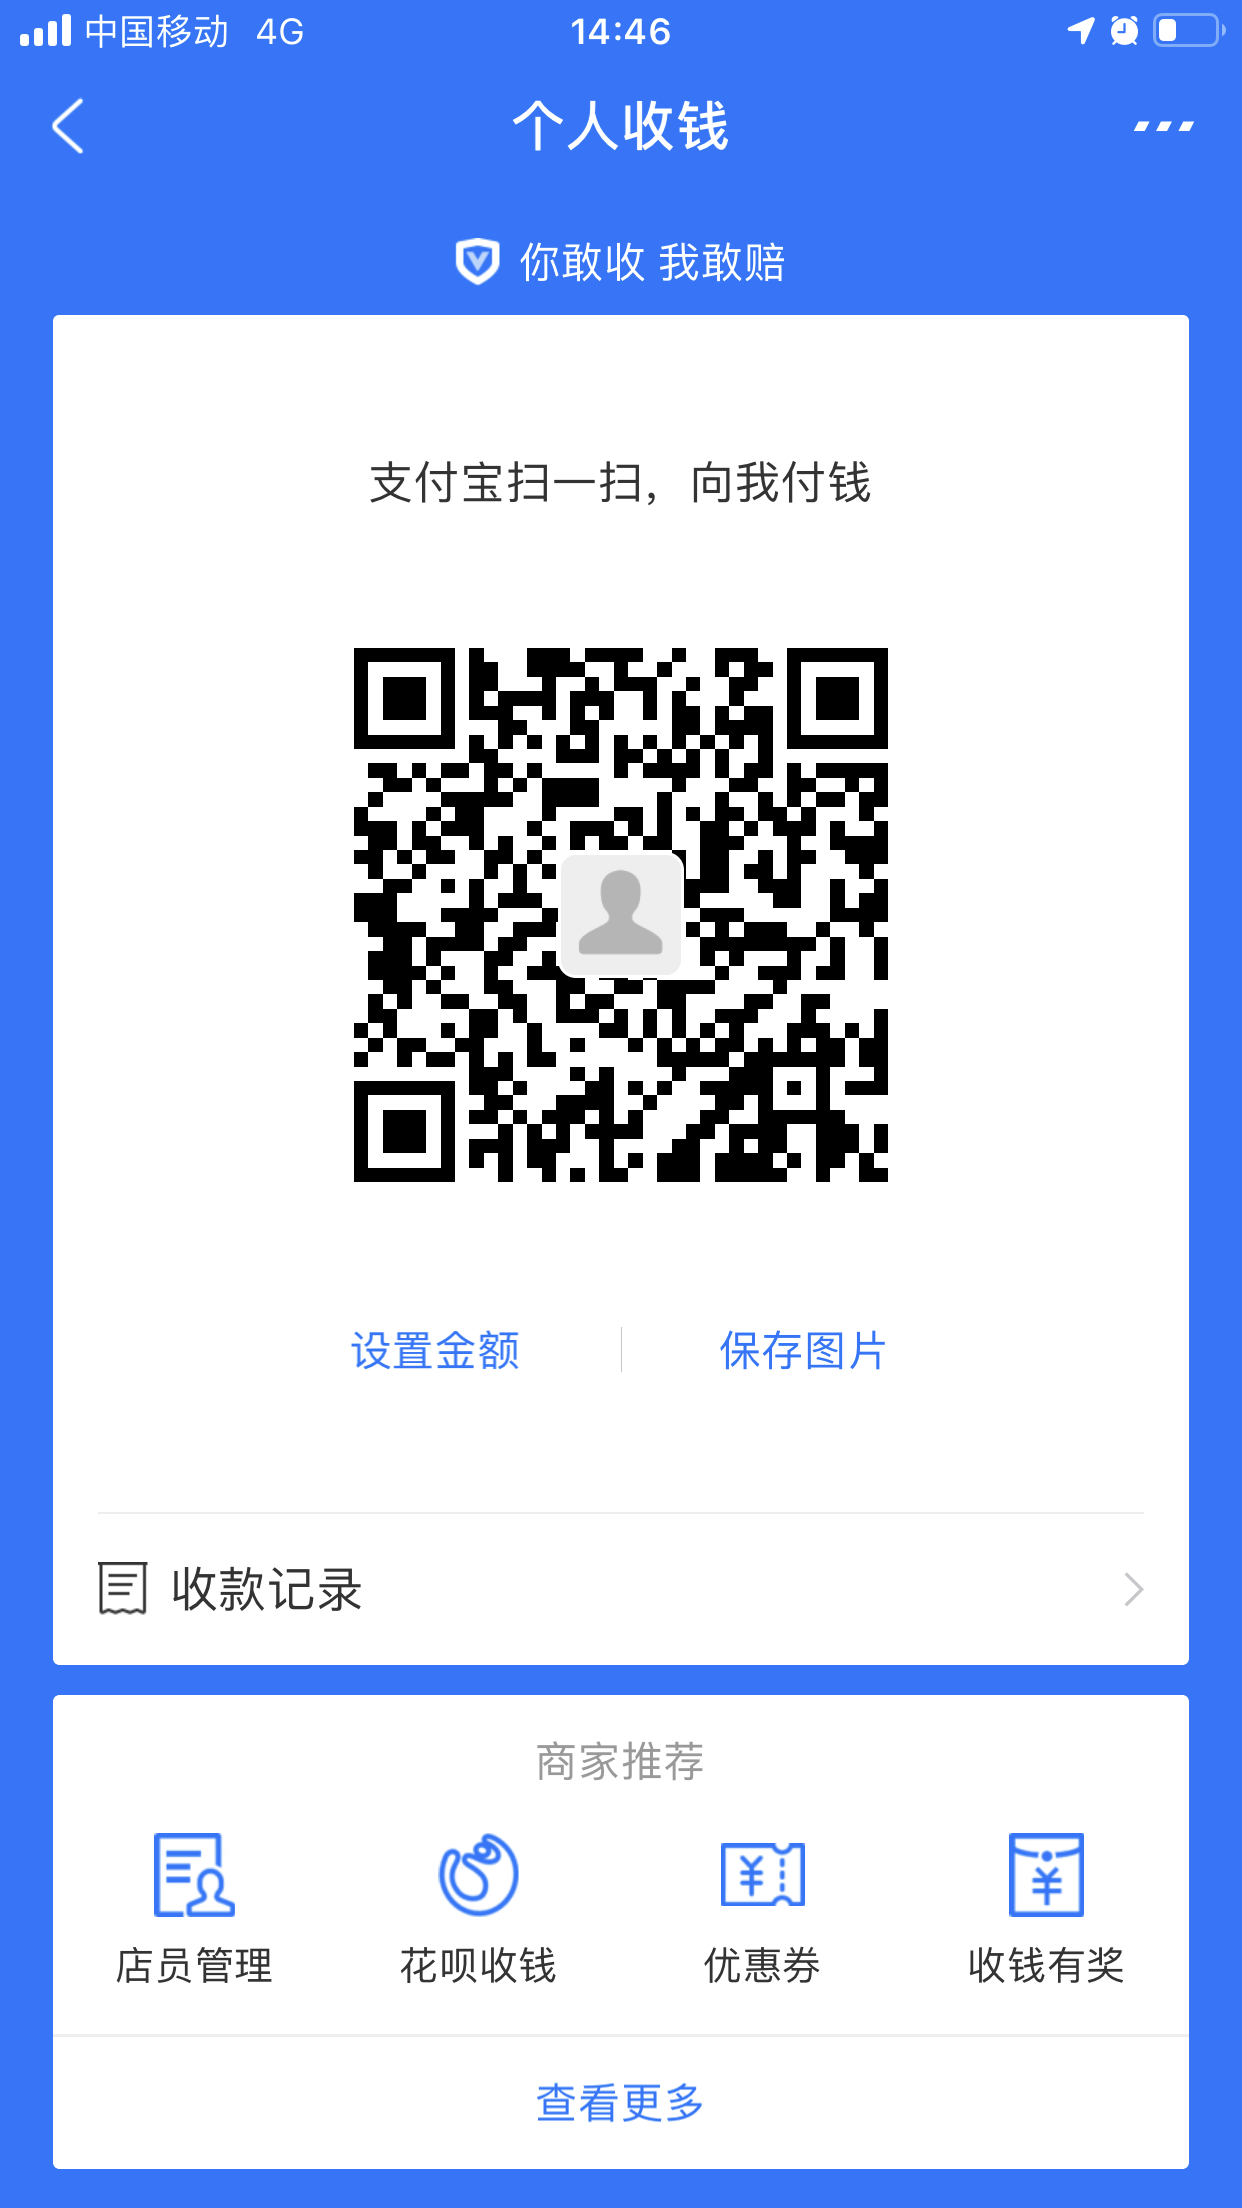 中国移动 4G 14:46
个人收钱
你敢收 我敢赔
支付宝扫一扫，向我付钱
设置金额 保存图片
收款记录
商家推荐
店员管理 花呗收钱 优惠券 收钱有奖
查看更多